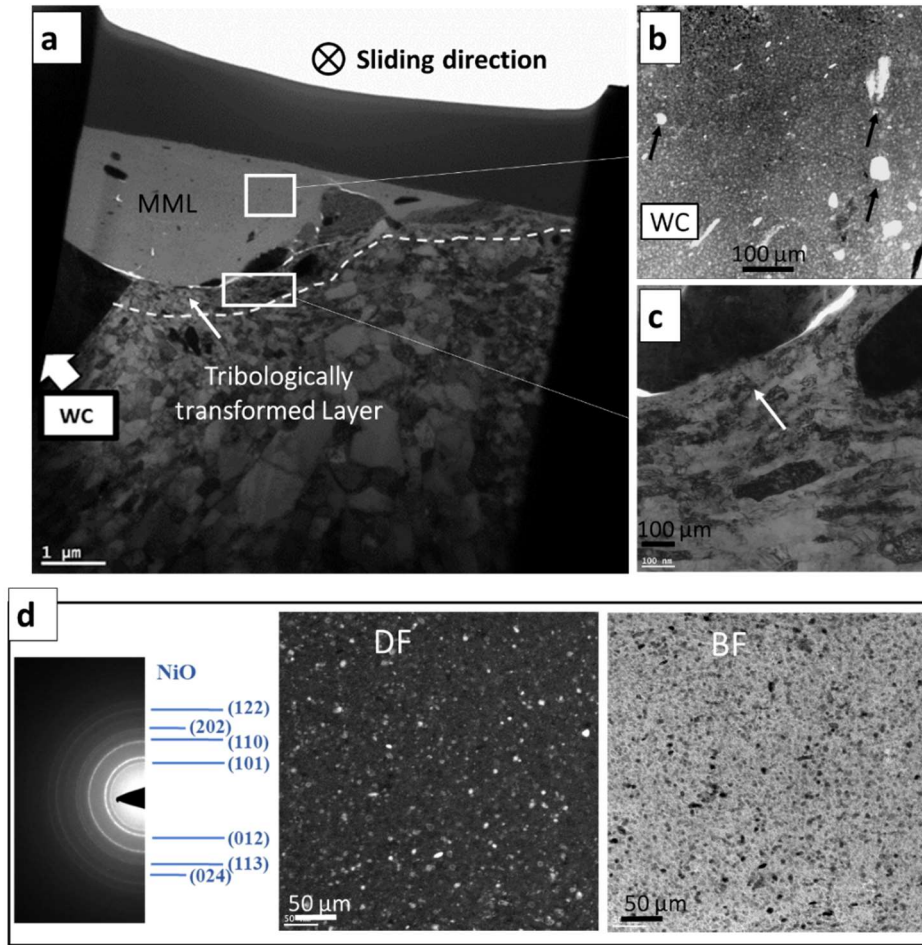 a
⊗ Sliding direction
MML
WC
Tribologically
transformed Layer
1 µm
b
WC
100 µm
c
100 µm
100 nm
d
NiO
(122)
(202)
(110)
(101)
(012)
(113)
(024)
DF
50 µm
BF
50 µm